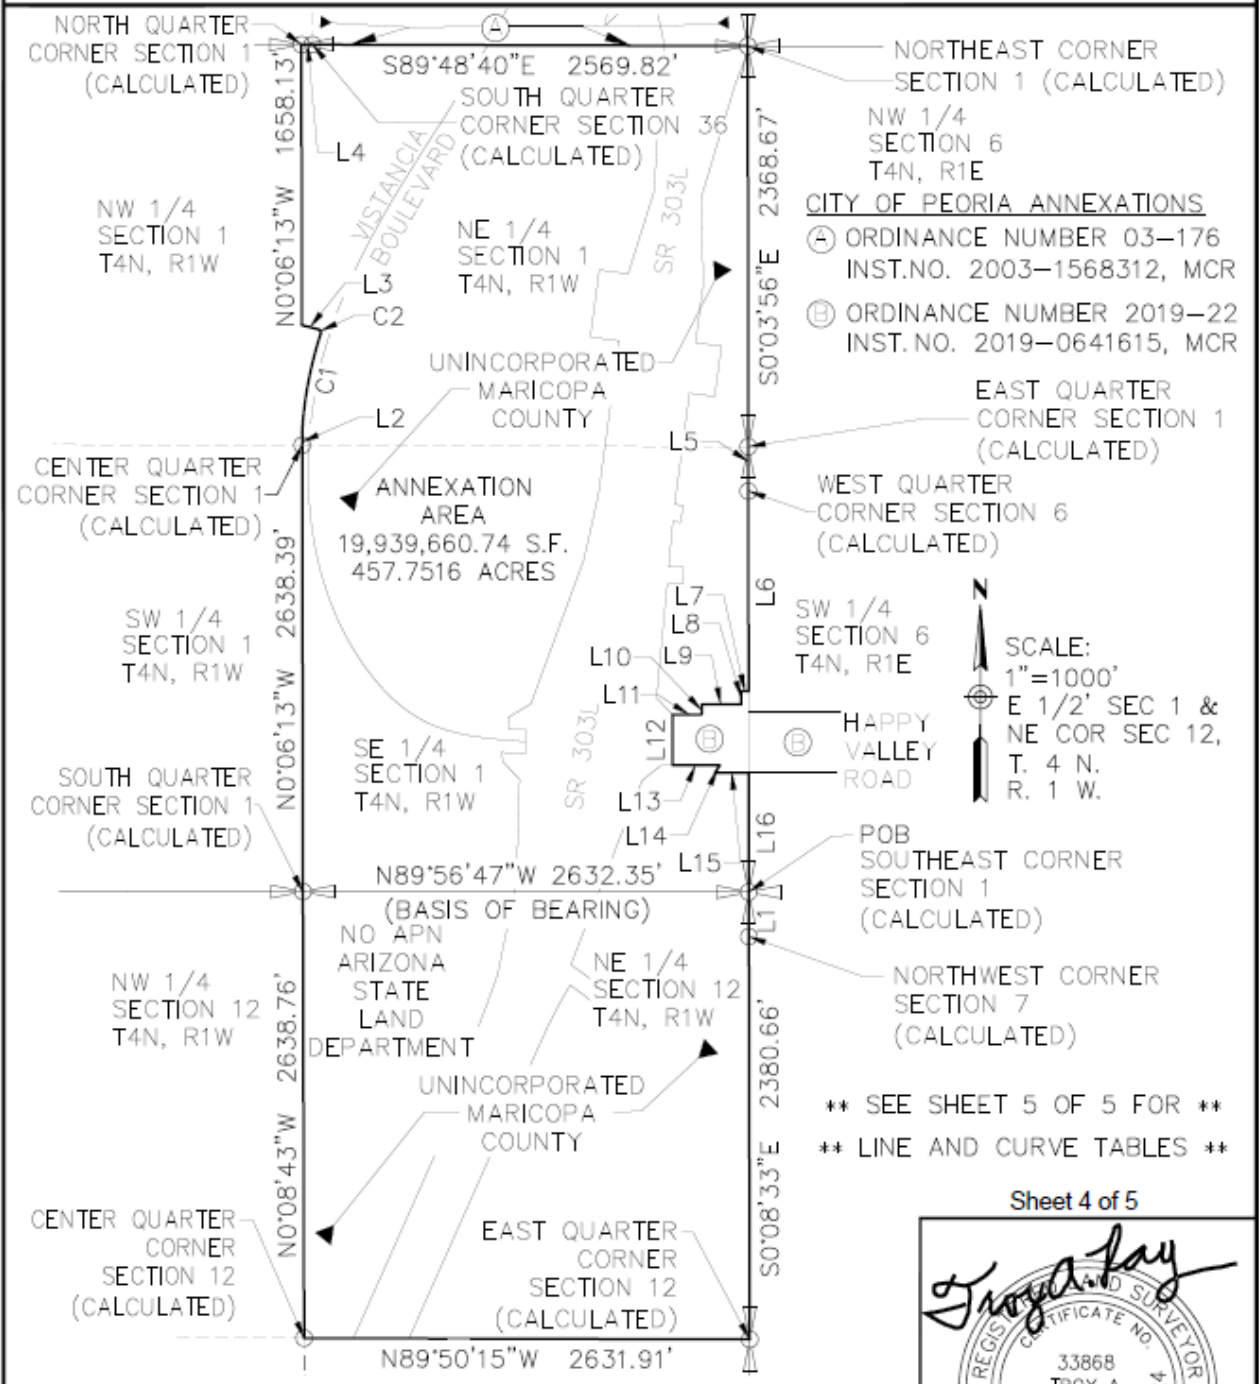 NORTH QUARTER
CORNER SECTION 1
(CALCULATED)
A
S89°48'40"E 2569.82'
NORTHEAST CORNER
SECTION 1 (CALCULATED)
1658.13'
N0°06'13"W
L4
SOUTH QUARTER
CORNER SECTION 36
(CALCULATED)
VISTANCIA
BOULEVARD
SR 303L
2368.67'
S0°03'56"E
NW 1/4
SECTION 6
T4N, R1E
CITY OF PEORIA ANNEXATIONS
A ORDINANCE NUMBER 03-176
INST.NO. 2003-1568312, MCR
B ORDINANCE NUMBER 2019-22
INST.NO. 2019-0641615, MCR
NW 1/4
SECTION 1
T4N, R1W
NE 1/4
SECTION 1
T4N, R1W
L3
C2
C1
L2
UNINCORPORATED
MARICOPA
COUNTY
EAST QUARTER
CORNER SECTION 1
(CALCULATED)
L5
CENTER QUARTER
CORNER SECTION 1
(CALCULATED)
ANNEXATION
AREA
19,939,660.74 S.F.
457.7516 ACRES
WEST QUARTER
CORNER SECTION 6
(CALCULATED)
2638.39'
N0°06'13"W
L6
SW 1/4
SECTION 1
T4N, R1W
L7
L8
L9
L10
L11
L12
SW 1/4
SECTION 6
T4N, R1E
N
SCALE:
1"=1000'
E 1/2' SEC 1 &
NE COR SEC 12,
T. 4 N.
R. 1 W.
B
B
HAPPY
VALLEY
ROAD
SR 303L
SE 1/4
SECTION 1
T4N, R1W
SOUTH QUARTER
CORNER SECTION 1
(CALCULATED)
L13
L14
L15
L16
POB
SOUTHEAST CORNER
SECTION 1
(CALCULATED)
N89°56'47"W 2632.35'
(BASIS OF BEARING)
L1
NO APN
ARIZONA
STATE
LAND
DEPARTMENT
NE 1/4
SECTION 12
T4N, R1W
NORTHWEST CORNER
SECTION 7
(CALCULATED)
NW 1/4
SECTION 12
T4N, R1W
2638.76'
N0°08'43"W
2380.66'
S0°08'33"E
UNINCORPORATED
MARICOPA
COUNTY
** SEE SHEET 5 OF 5 FOR **
** LINE AND CURVE TABLES **
Sheet 4 of 5
CENTER QUARTER
CORNER
SECTION 12
(CALCULATED)
EAST QUARTER
CORNER
SECTION 12
(CALCULATED)
N89°50'15"W 2631.91'
Troy A. Ray
CERTIFICATE NO.
33868
TROY A.